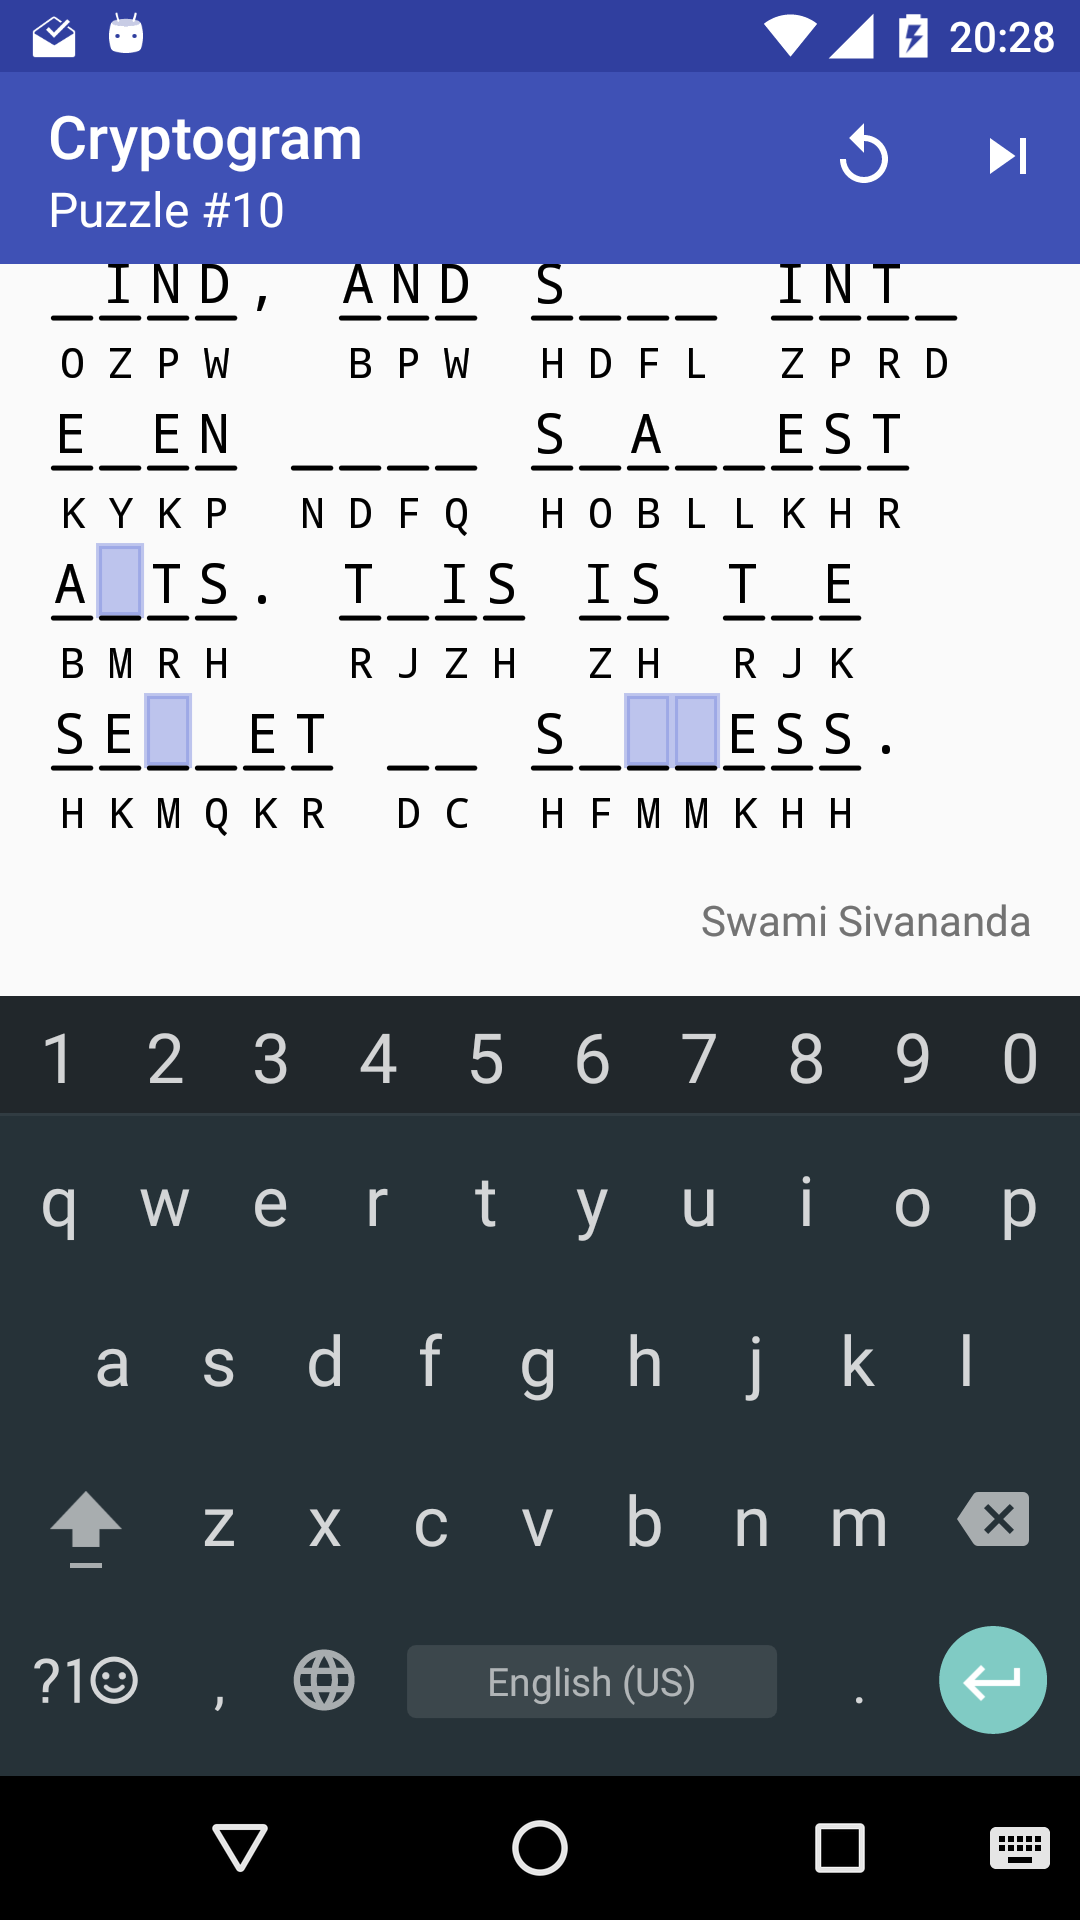 20:28
Cryptogram
Puzzle #10
_IND, AND S___ INT_
OZPW BPW HDFL ZPRD
E_EN ____ S_A__EST
KYKP NDFQ HOBLLKHR
A_TS. T_IS IS T_E
BMRH RJZH ZH RJK
SE__ET __ S___ESS.
HKMQKR DC HFMMKHH
Swami Sivananda
1 2 3 4 5 6 7 8 9 0
q w e r t y u i o p
a s d f g h j k l
z x c v b n m
?1☺ , English (US) .